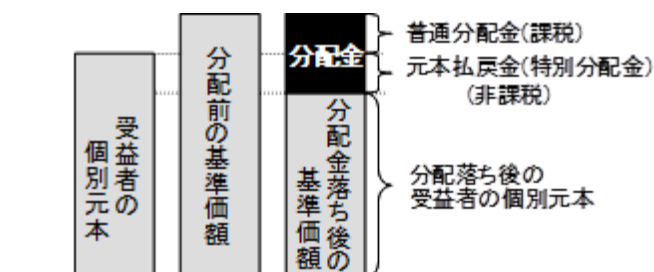 受益者の
個別元本
分配前の基準価額
分配金
分配金落ち後の
基準価額
普通分配金(課税)
元本払戻金(特別分配金)
(非課税)
分配落ち後の
受益者の個別元本